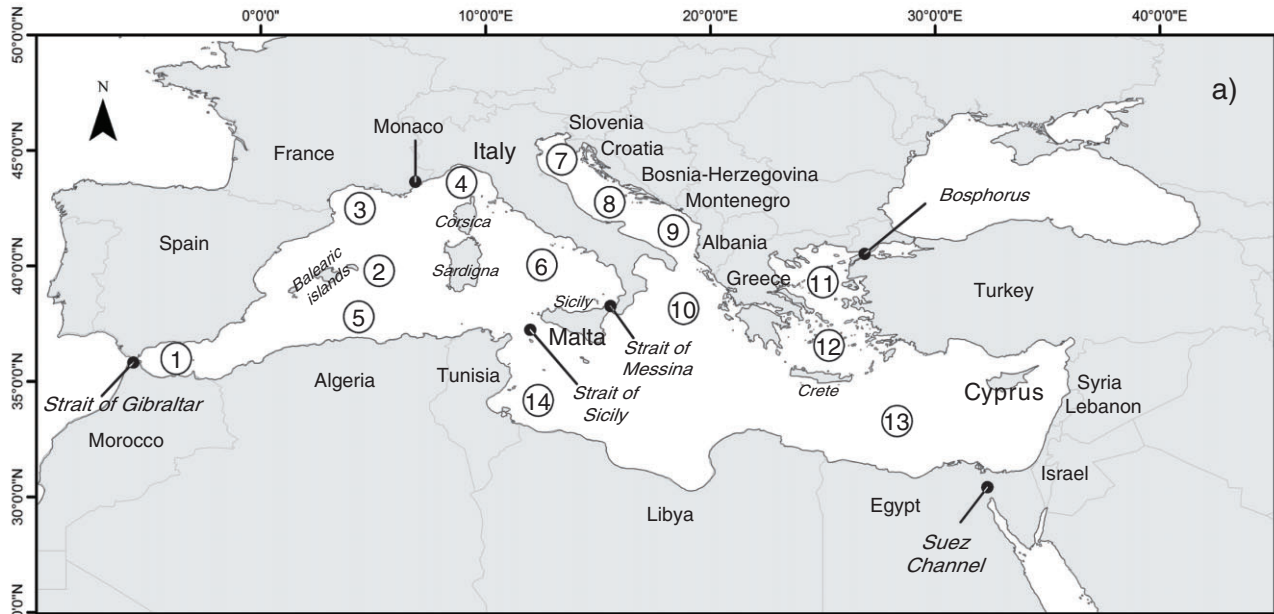 0°0'0"E 10°0'0"E 20°0'0"E 30°0'0"E 40°0'0"E
50°0'0"N
45°0'0"N
40°0'0"N
35°0'0"N
30°0'0"N
0°0'0"N
N
a)
Monaco
Slovenia
Croatia
Italy
France
Bosnia-Herzegovina
Montenegro
Bosphorus
Corsica
Spain
Albania
Balearic
islands
Sardigna
Greece
Turkey
Sicily
Malta
Strait of
Messina
Algeria
Tunisia
Strait of
Sicily
Crete
Cyprus
Syria
Lebanon
Strait of Gibraltar
Morocco
Israel
Libya
Egypt
Suez
Channel
1
2
3
4
5
6
7
8
9
10
11
12
13
14